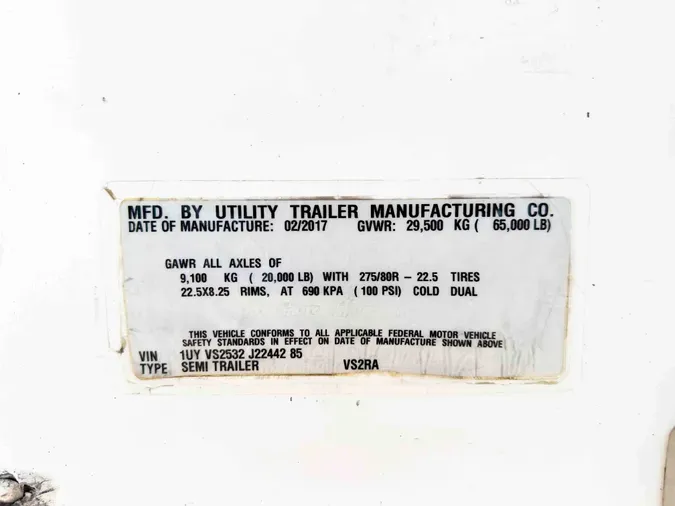 MFD. BY UTILITY TRAILER MANUFACTURING CO.
DATE OF MANUFACTURE: 02/2017 GVWR: 29,500 KG ( 65,000 LB)
GAWR ALL AXLES OF
9,100 KG ( 20,000 LB) WITH 275/80R - 22.5 TIRES
22.5X8.25 RIMS, AT 690 KPA ( 100 PSI) COLD DUAL
THIS VEHICLE CONFORMS TO ALL APPLICABLE FEDERAL MOTOR VEHICLE
SAFETY STANDARDS IN EFFECT ON DATE OF MANUFACTURE SHOWN ABOVE
VIN 1UY VS2532 J22442 85
TYPE SEMI TRAILER VS2RA